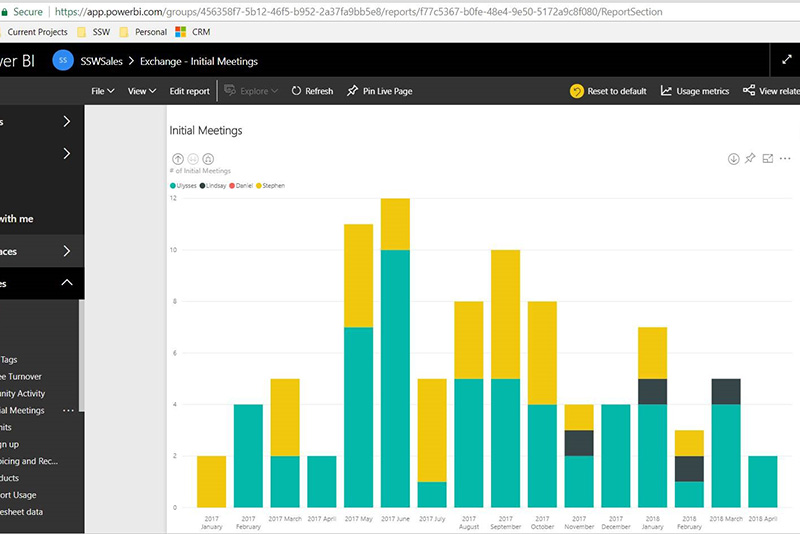 Secure https://app.powerbi.com/groups/456358f7-5b12-46f5-b952-2a37fa9bb5e8/reports/f77c5367-b0fe-48e4-9e50-5172a9c8f080/ReportSection
Current Projects SSW Personal CRM
er BI SS SSWSales > Exchange - Initial Meetings
File View Edit report Explore Refresh Pin Live Page Reset to default Usage metrics View relate
s
with me
aces
es
Tags
ee Turnover
unity Activity
ial Meetings ...
nits
gn up
oicing and Rec...
ducts
ort Usage
esheet data
Initial Meetings
# of Initial Meetings
Ulysses Lindsay Daniel Stephen
12
10
8
6
4
2
0
2017 January
2017 February
2017 March
2017 April
2017 May
2017 June
2017 July
2017 August
2017 September
2017 October
2017 November
2017 December
2018 January
2018 February
2018 March
2018 April